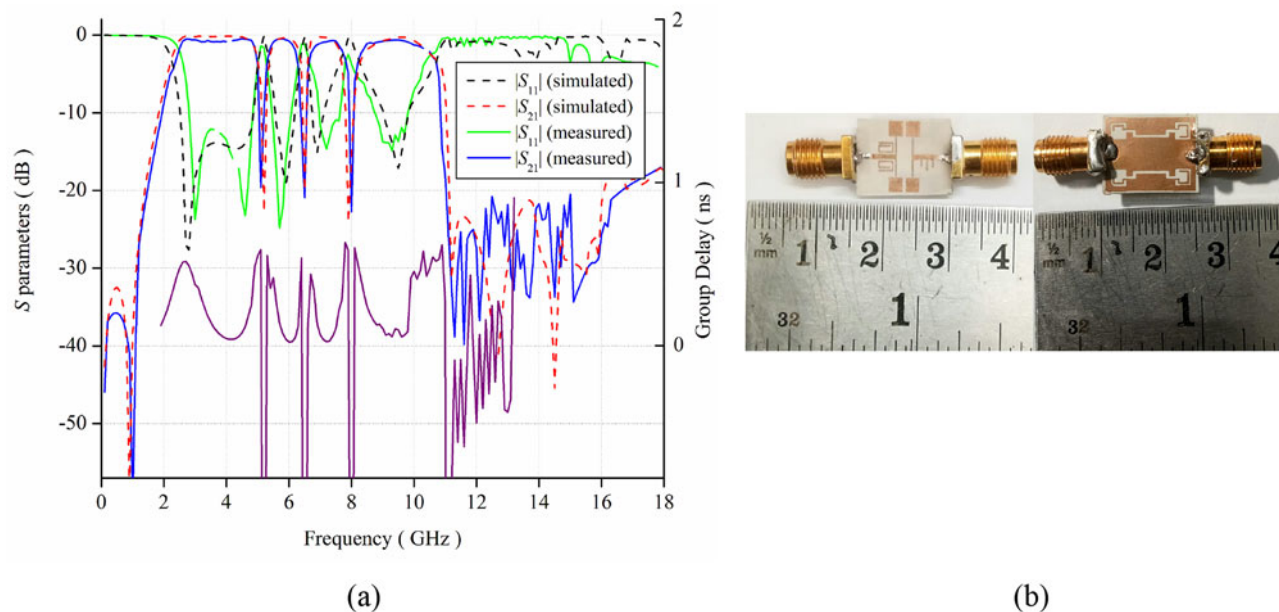 0
-10
-20
-30
-40
-50
S parameters ( dB )
2
1
0
Group Delay ( ns )
|S11| (simulated)
|S21| (simulated)
|S11| (measured)
|S21| (measured)
0 2 4 6 8 10 12 14 16 18
Frequency ( GHz )
(a)
½ mm 1 2 3 4
32 1
½ mm 1 2 3 4
32 1
(b)